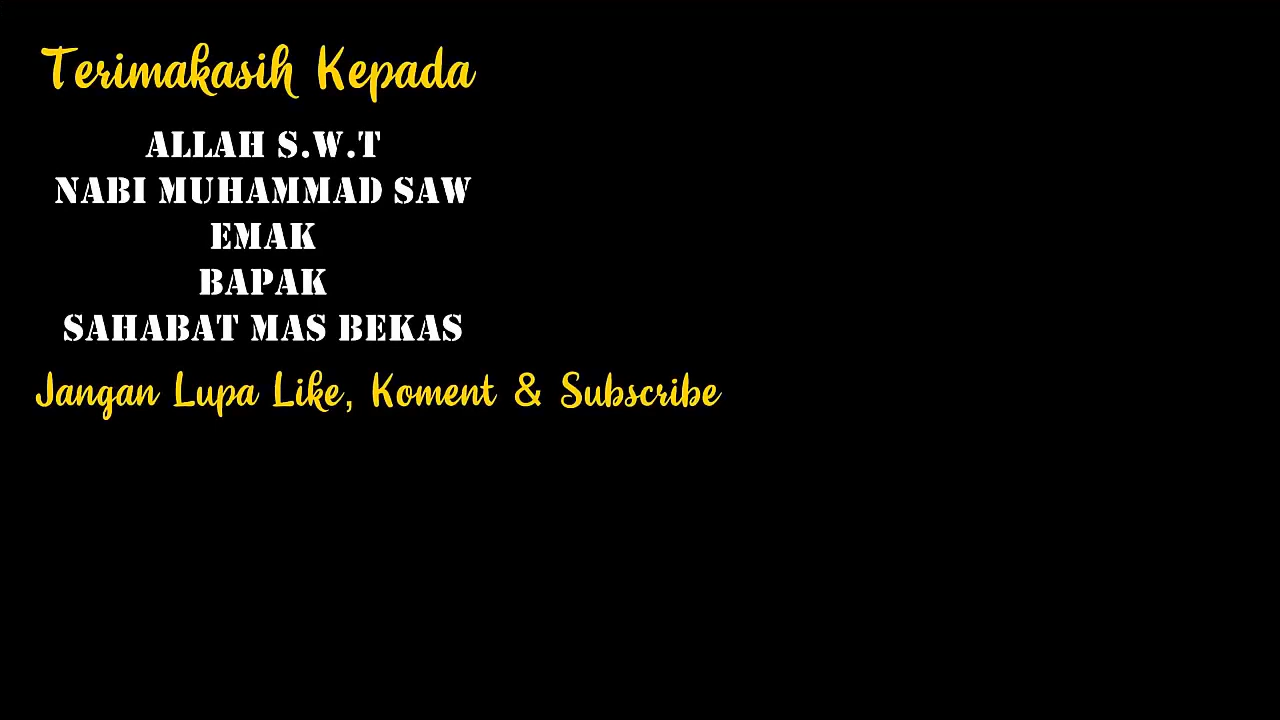 Terimakasih Kepada
ALLAH S.W.T
NABI MUHAMMAD SAW
EMAK
BAPAK
SAHABAT MAS BEKAS
Jangan Lupa Like, Koment & Subscribe